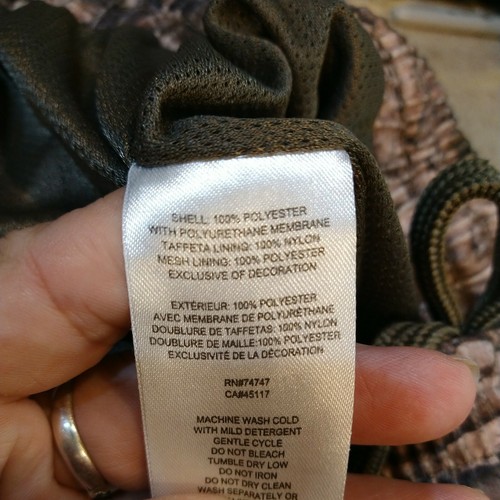 SHELL: 100% POLYESTER
WITH POLYURETHANE MEMBRANE
TAFFETA LINING: 100% NYLON
MESH LINING: 100% POLYESTER
EXCLUSIVE OF DECORATION
EXTÉRIEUR: 100% POLYESTER
AVEC MEMBRANE DE POLYURÉTHANE
DOUBLURE DE TAFFETAS: 100% NYLON
DOUBLURE DE MAILLE:100% POLYESTER
EXCLUSIVITÉ DE LA DÉCORATION
RN#74747
CA#45117
MACHINE WASH COLD
WITH MILD DETERGENT
GENTLE CYCLE
DO NOT BLEACH
TUMBLE DRY LOW
DO NOT IRON
DO NOT DRY CLEAN
WASH SEPARATELY OR